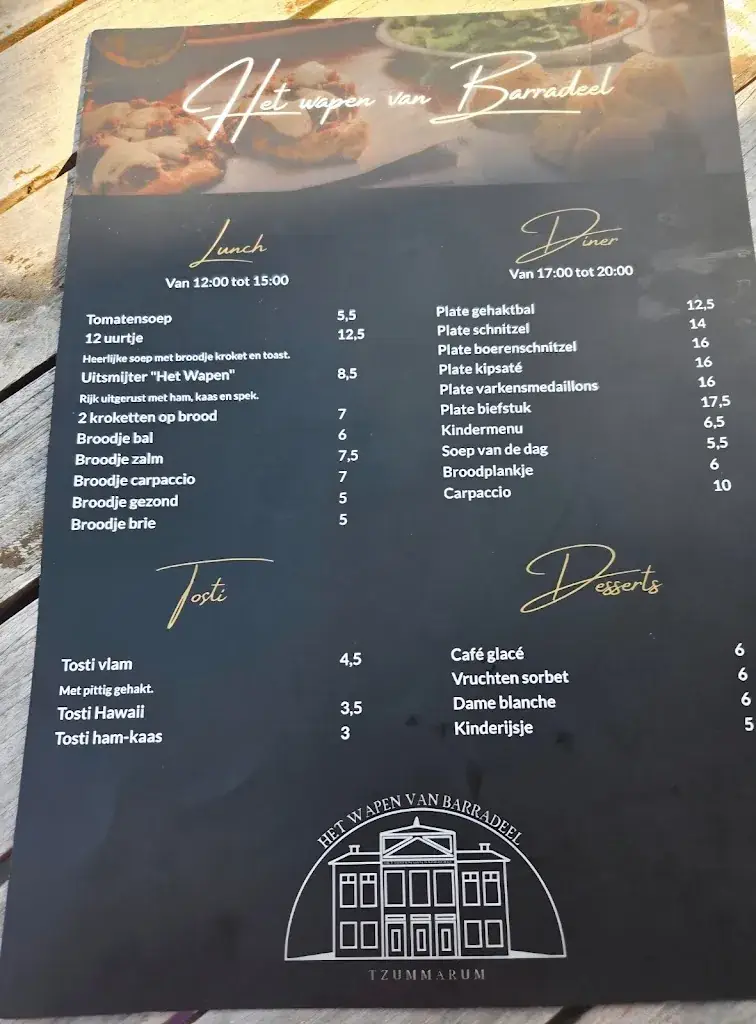 Het wapen van Barradeel
Lunch
Van 12:00 tot 15:00
Tomatensoep 5,5
12 uurtje 12,5
Heerlijke soep met broodje kroket en toast.
Uitsmijter "Het Wapen" 8,5
Rijk uitgerust met ham, kaas en spek.
2 kroketten op brood 7
Broodje bal 6
Broodje zalm 7,5
Broodje carpaccio 7
Broodje gezond 5
Broodje brie 5
Diner
Van 17:00 tot 20:00
Plate gehaktbal 12,5
Plate schnitzel 14
Plate boerenschnitzel 16
Plate kipsaté 16
Plate varkensmedaillons 16
Plate biefstuk 17,5
Kindermenu 6,5
Soep van de dag 5,5
Broodplankje 6
Carpaccio 10
Tosti
Tosti vlam 4,5
Met pittig gehakt.
Tosti Hawaii 3,5
Tosti ham-kaas 3
Desserts
Café glacé 6
Vruchten sorbet 6
Dame blanche 6
Kinderijsje 5
HET WAPEN VAN BARRADEEL
TZUMMARUM